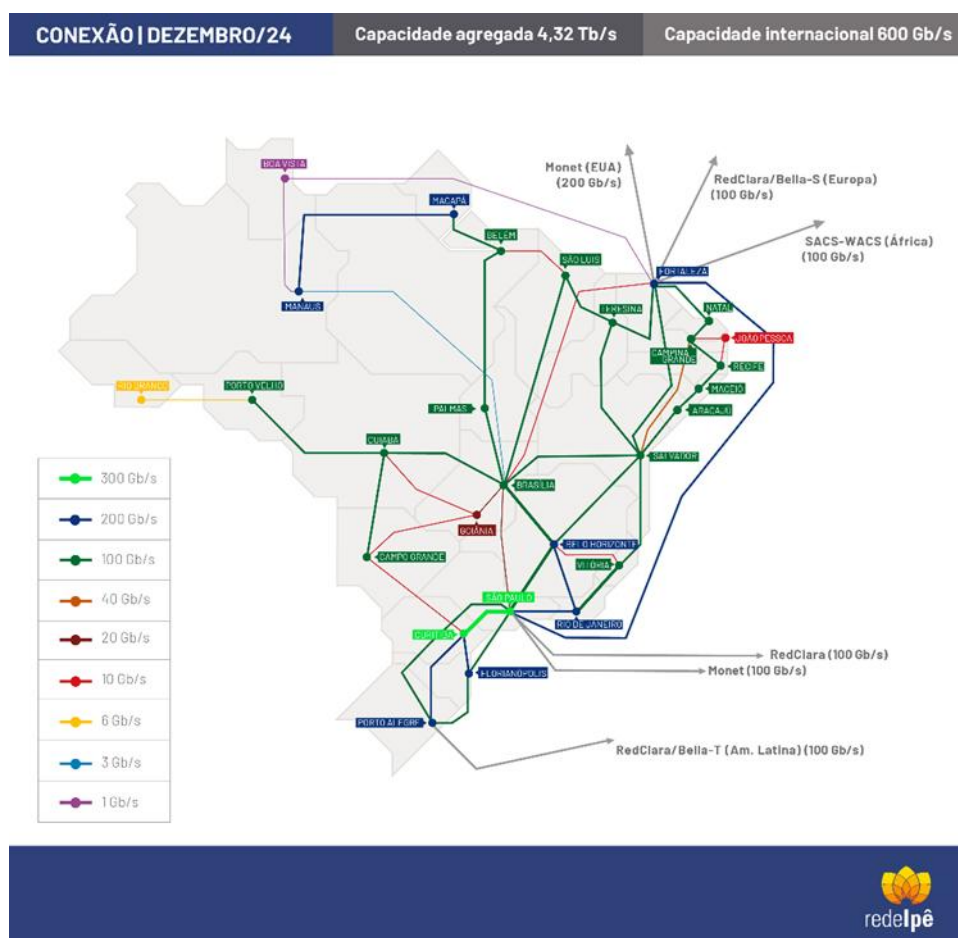 CONEXÃO | DEZEMBRO/24
Capacidade agregada 4,32 Tb/s
Capacidade internacional 600 Gb/s
Monet (EUA)
(200 Gb/s)
RedClara/Bella-S (Europa)
(100 Gb/s)
SACS-WACS (África)
(100 Gb/s)
BOA VISTA
MACAPÁ
BELÉM
SÃO LUIS
FORTALEZA
MANAUS
TERESINA
NATAL
JOÃO PESSOA
CAMPINA
GRANDE
RECIFE
RIO BRANCO
PORTO VELHO
MACEIÓ
PALMAS
ARACAJÚ
CUIABÁ
SALVADOR
BRASÍLIA
GOIÂNIA
BELO HORIZONTE
CAMPO GRANDE
VITÓRIA
SÃO PAULO
RIO DE JANEIRO
CURITIBA
FLORIANÓPOLIS
PORTO ALEGRE
RedClara (100 Gb/s)
Monet (100 Gb/s)
RedClara/Bella-T (Am. Latina) (100 Gb/s)
300 Gb/s
200 Gb/s
100 Gb/s
40 Gb/s
20 Gb/s
10 Gb/s
6 Gb/s
3 Gb/s
1 Gb/s
redeIpê